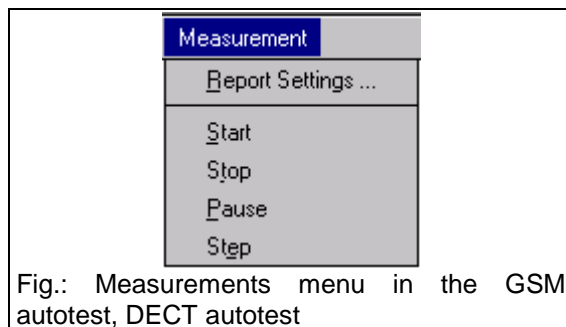 Measurement
Report Settings ...
Start
Stop
Pause
Step
Fig.: Measurements menu in the GSM
autotest, DECT autotest